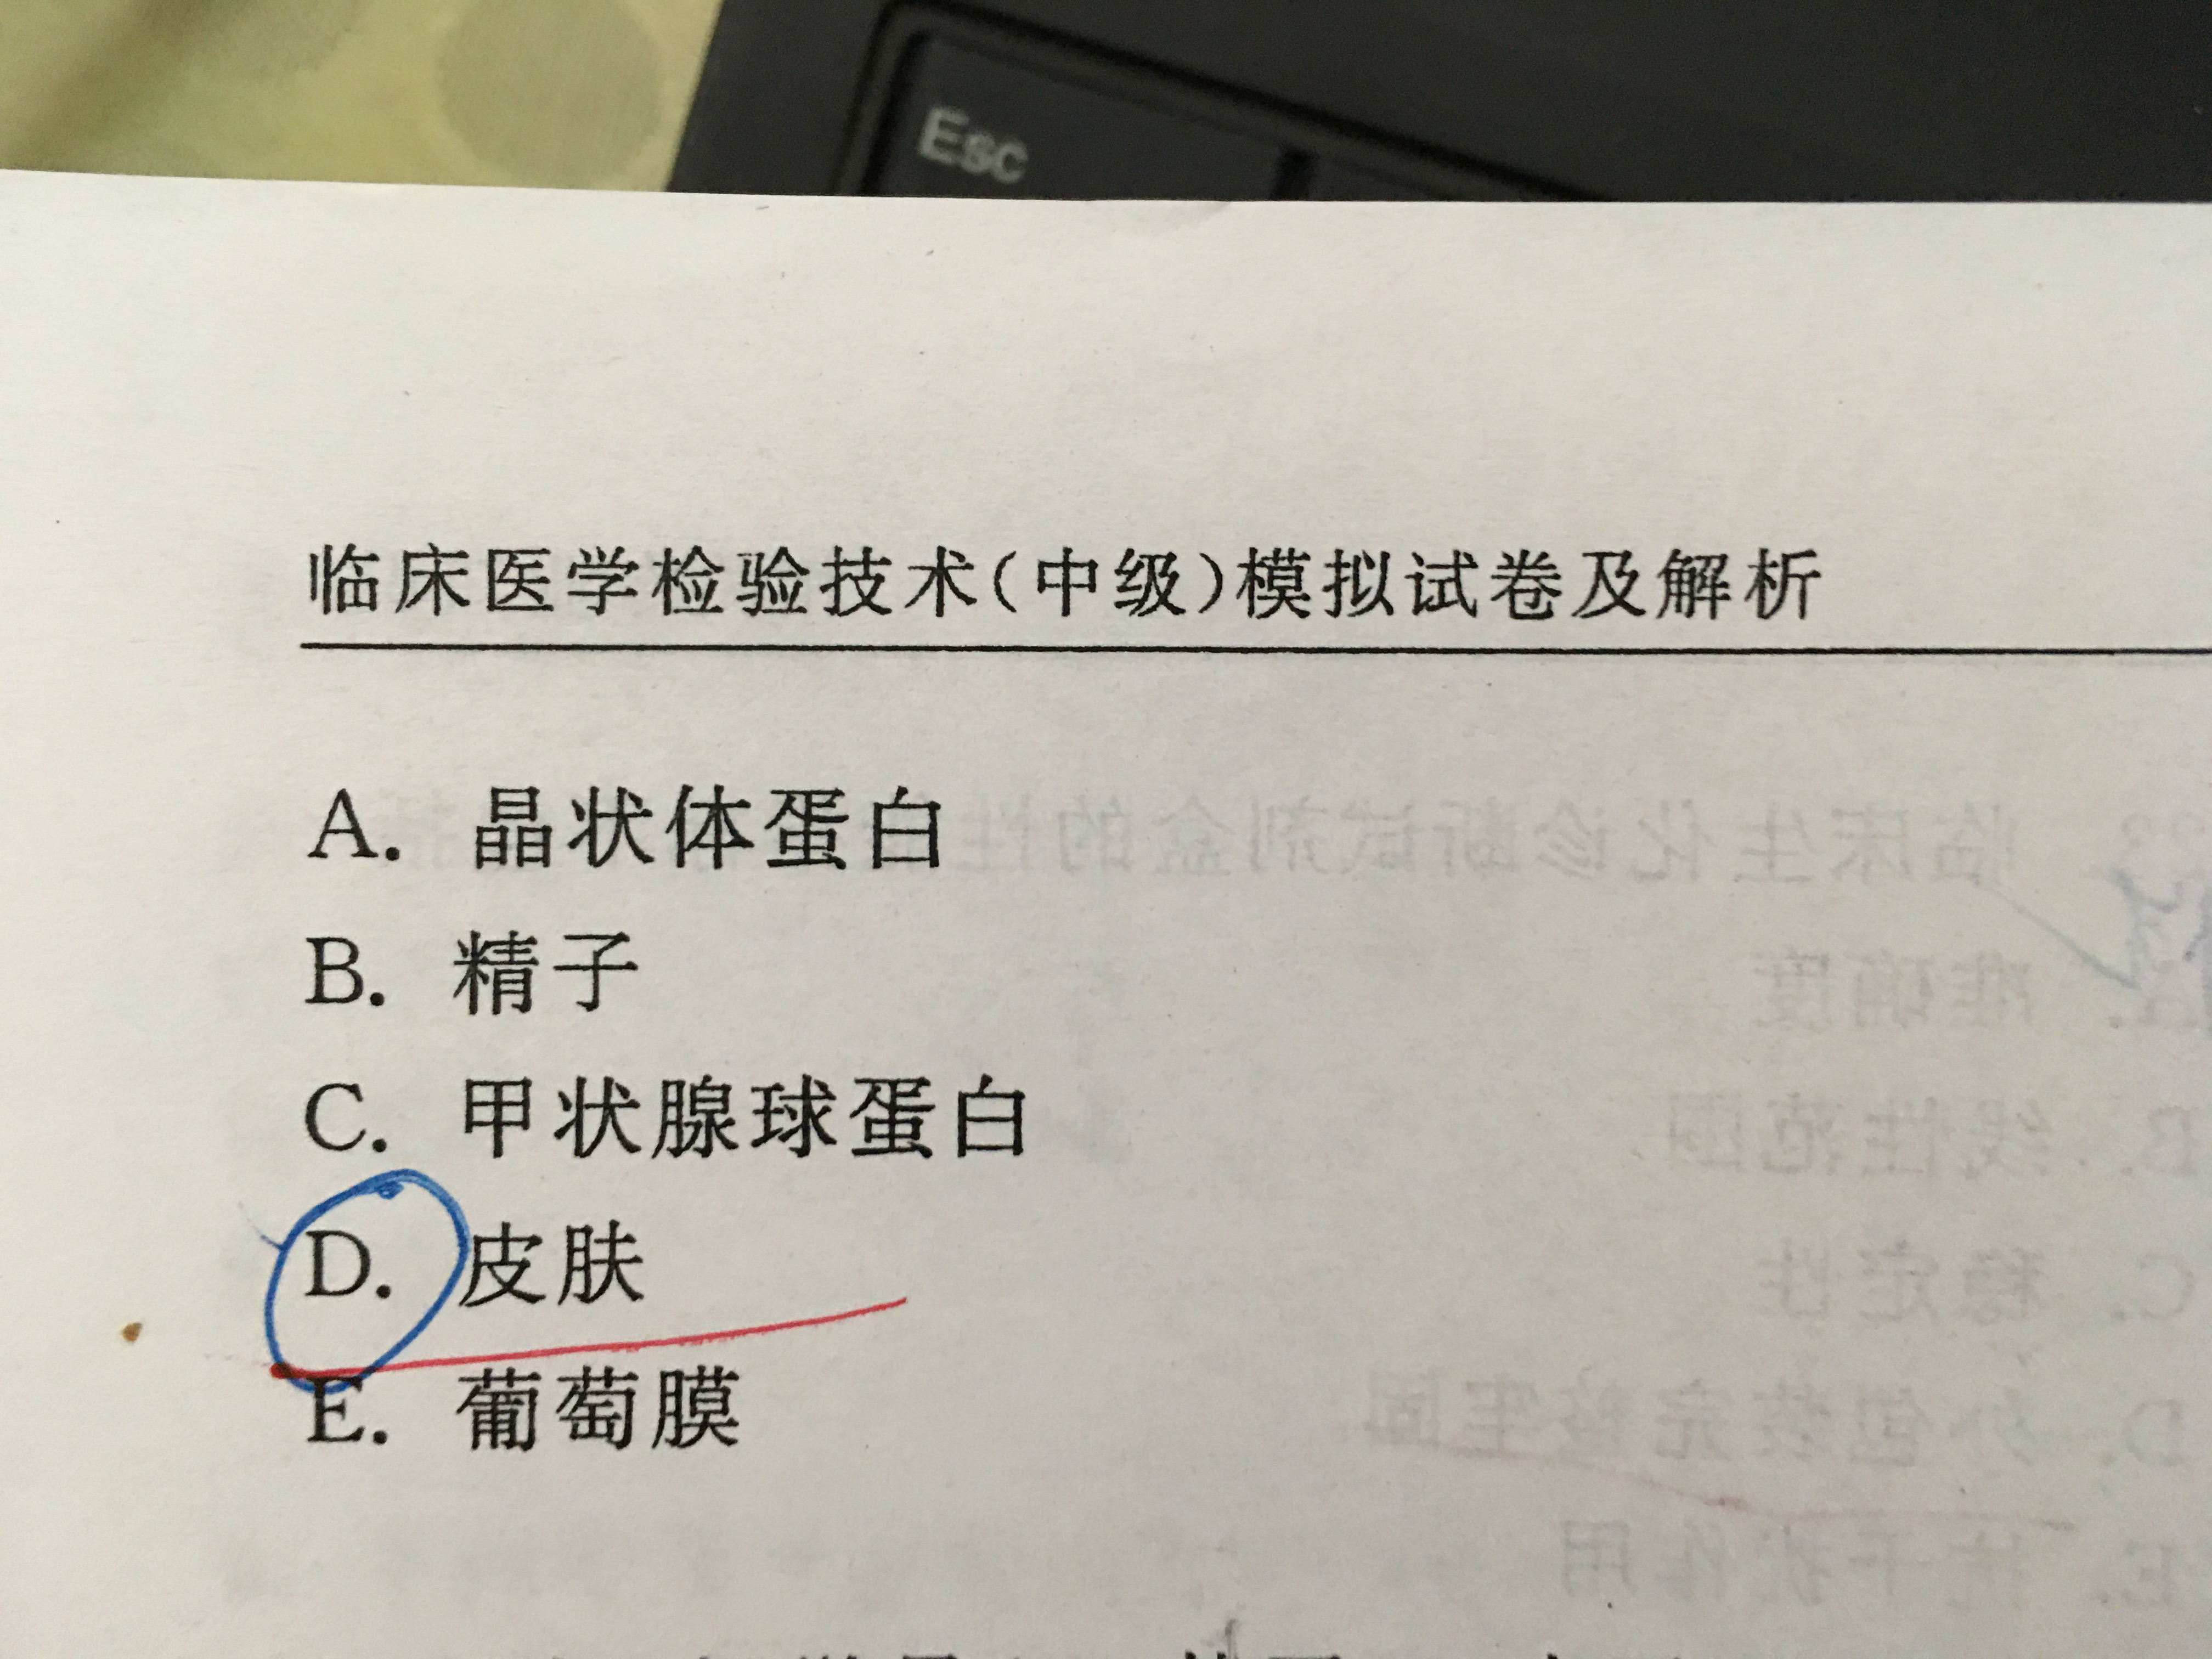 临床医学检验技术(中级)模拟试卷及解析
A. 晶状体蛋白
B. 精子
C. 甲状腺球蛋白
D. 皮肤
E. 葡萄膜
Esc